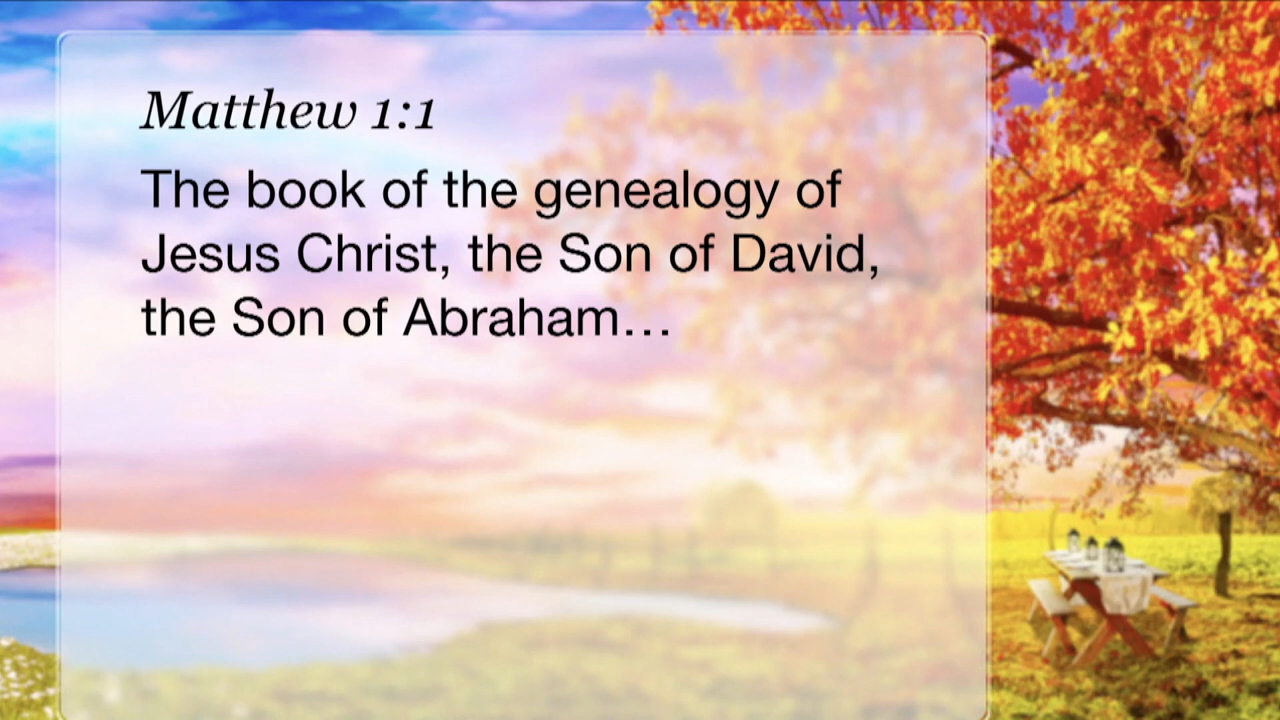 Matthew 1:1
The book of the genealogy of
Jesus Christ, the Son of David,
the Son of Abraham…